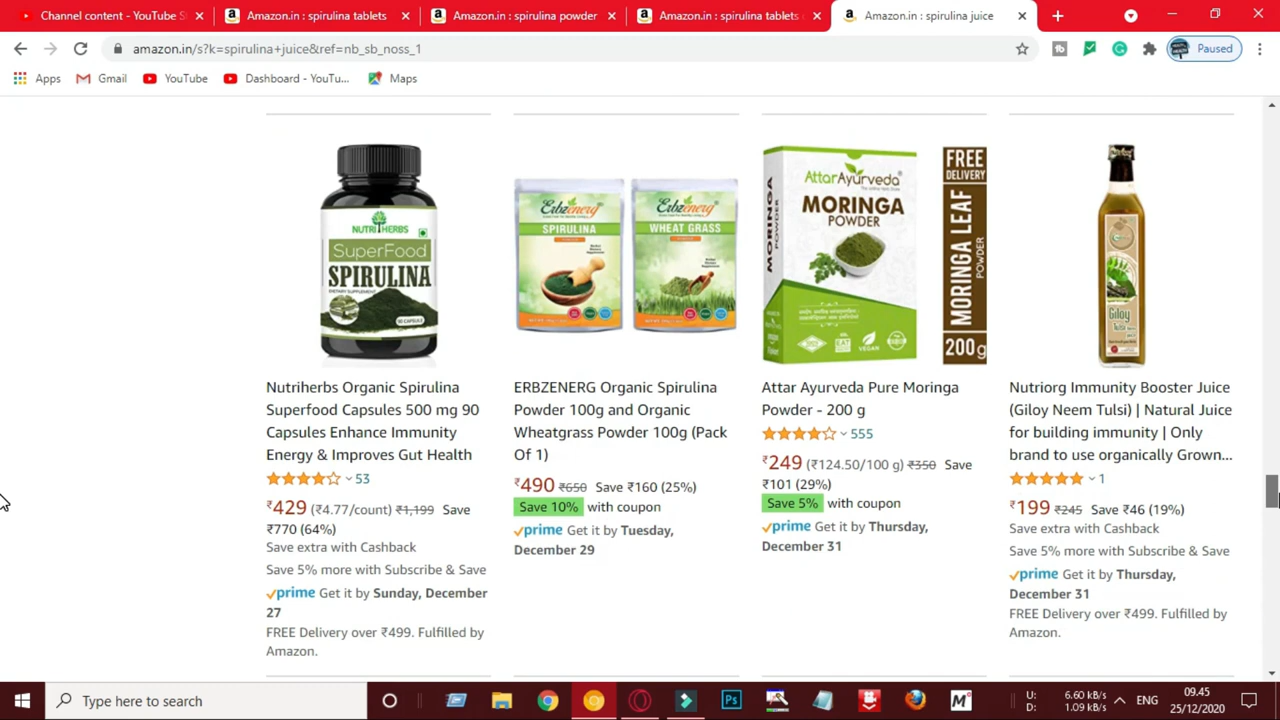 Channel content - YouTube S
Amazon.in : spirulina tablets
Amazon.in : spirulina powder
Amazon.in : spirulina tablets
Amazon.in : spirulina juice
amazon.in/s?k=spirulina+juice&ref=nb_sb_noss_1
Paused
Apps
Gmail
YouTube
Dashboard - YouTu...
Maps
NUTRIHERBS
SuperFood
SPIRULINA
DIETARY SUPPLEMENT
90 CAPSULE
Nutriherbs Organic Spirulina
Superfood Capsules 500 mg 90
Capsules Enhance Immunity
Energy & Improves Gut Health
53
₹429 (₹4.77/count) ₹1,199 Save
₹770 (64%)
Save extra with Cashback
Save 5% more with Subscribe & Save
prime Get it by Sunday, December
27
FREE Delivery over ₹499. Fulfilled by
Amazon.
Erbzenerg
SPIRULINA
Erbzenerg
WHEAT GRASS
ERBZENERG Organic Spirulina
Powder 100g and Organic
Wheatgrass Powder 100g (Pack
Of 1)
₹490 ₹650 Save ₹160 (25%)
Save 10% with coupon
prime Get it by Tuesday,
December 29
MORINGA POWDER
AttarAyurveda
MORINGA
POWDER
VEGAN
FREE
DELIVERY
MORINGA LEAF
POWDER
200g
Attar Ayurveda Pure Moringa
Powder - 200 g
555
₹249 (₹124.50/100 g) ₹350 Save
₹101 (29%)
Save 5% with coupon
prime Get it by Thursday,
December 31
Giloy
Tulsi
Nutriorg Immunity Booster Juice
(Giloy Neem Tulsi) | Natural Juice
for building immunity | Only
brand to use organically Grown...
1
₹199 ₹245 Save ₹46 (19%)
Save extra with Cashback
Save 5% more with Subscribe & Save
prime Get it by Thursday,
December 31
FREE Delivery over ₹499. Fulfilled by
Amazon.
Type here to search
Ps
M
U: 6.60 kB/s
D: 1.09 kB/s
ENG
09.45
25/12/2020